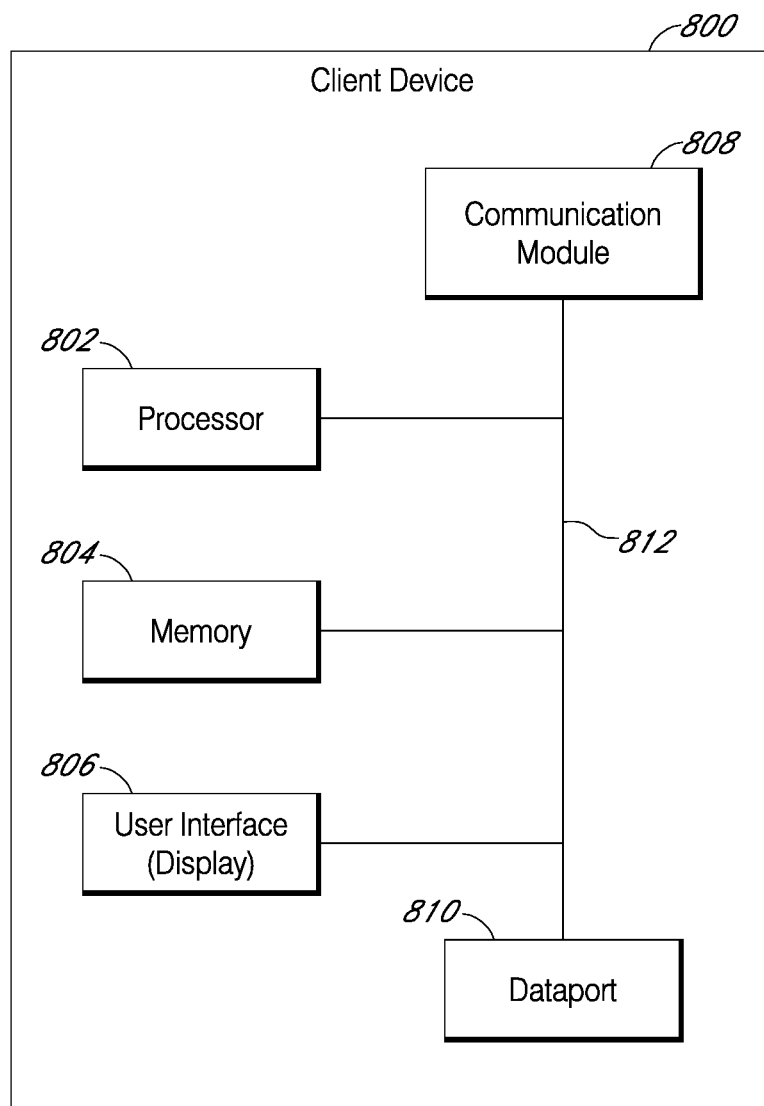 800
Client Device
808
Communication
Module
802
Processor
812
804
Memory
806
User Interface
(Display)
810
Dataport